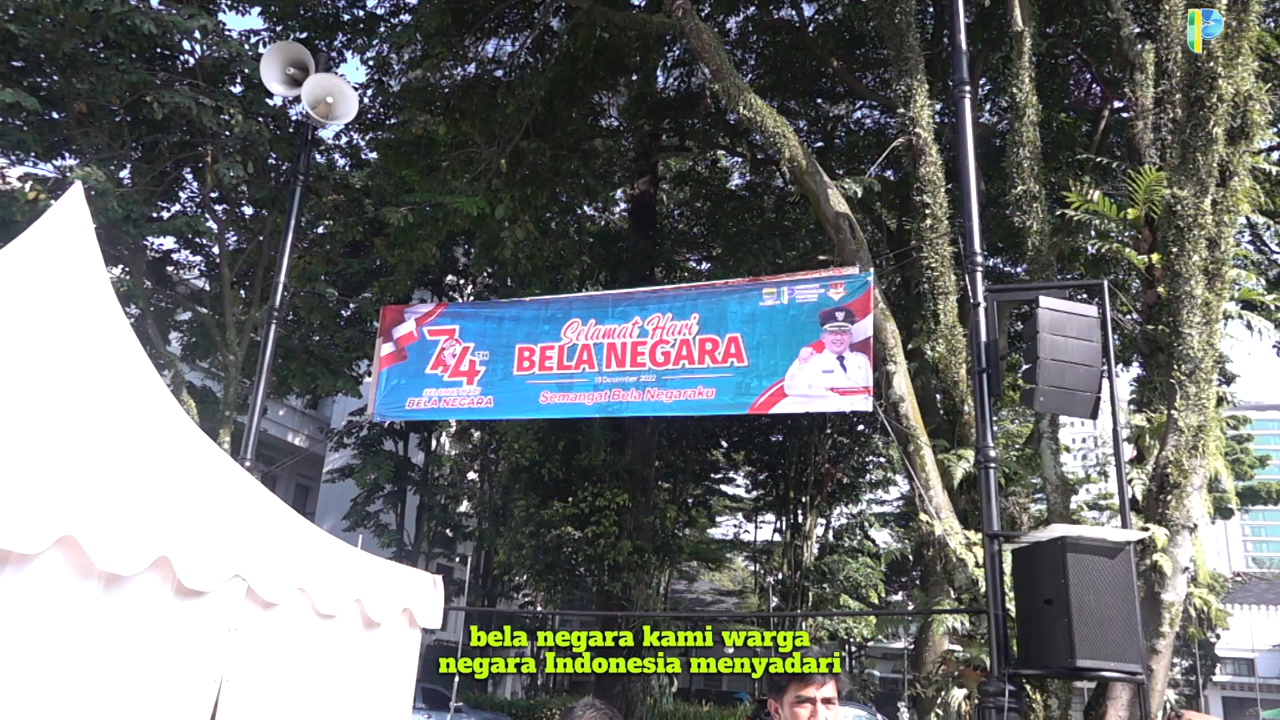 74TH
SELAMAT HARI
BELA NEGARA
Selamat Hari
BELA NEGARA
19 Desember 2022
Semangat Bela Negaraku
bela negara kami warga
negara Indonesia menyadari